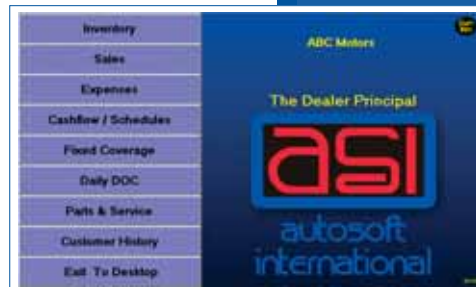 Inventory
Sales
Expenses
Cashflow / Schedules
Fixed Coverage
Daily DOC
Parts & Service
Customer History
Exit To Desktop
ABC Motors
The Dealer Principal
asi
autosoft
international